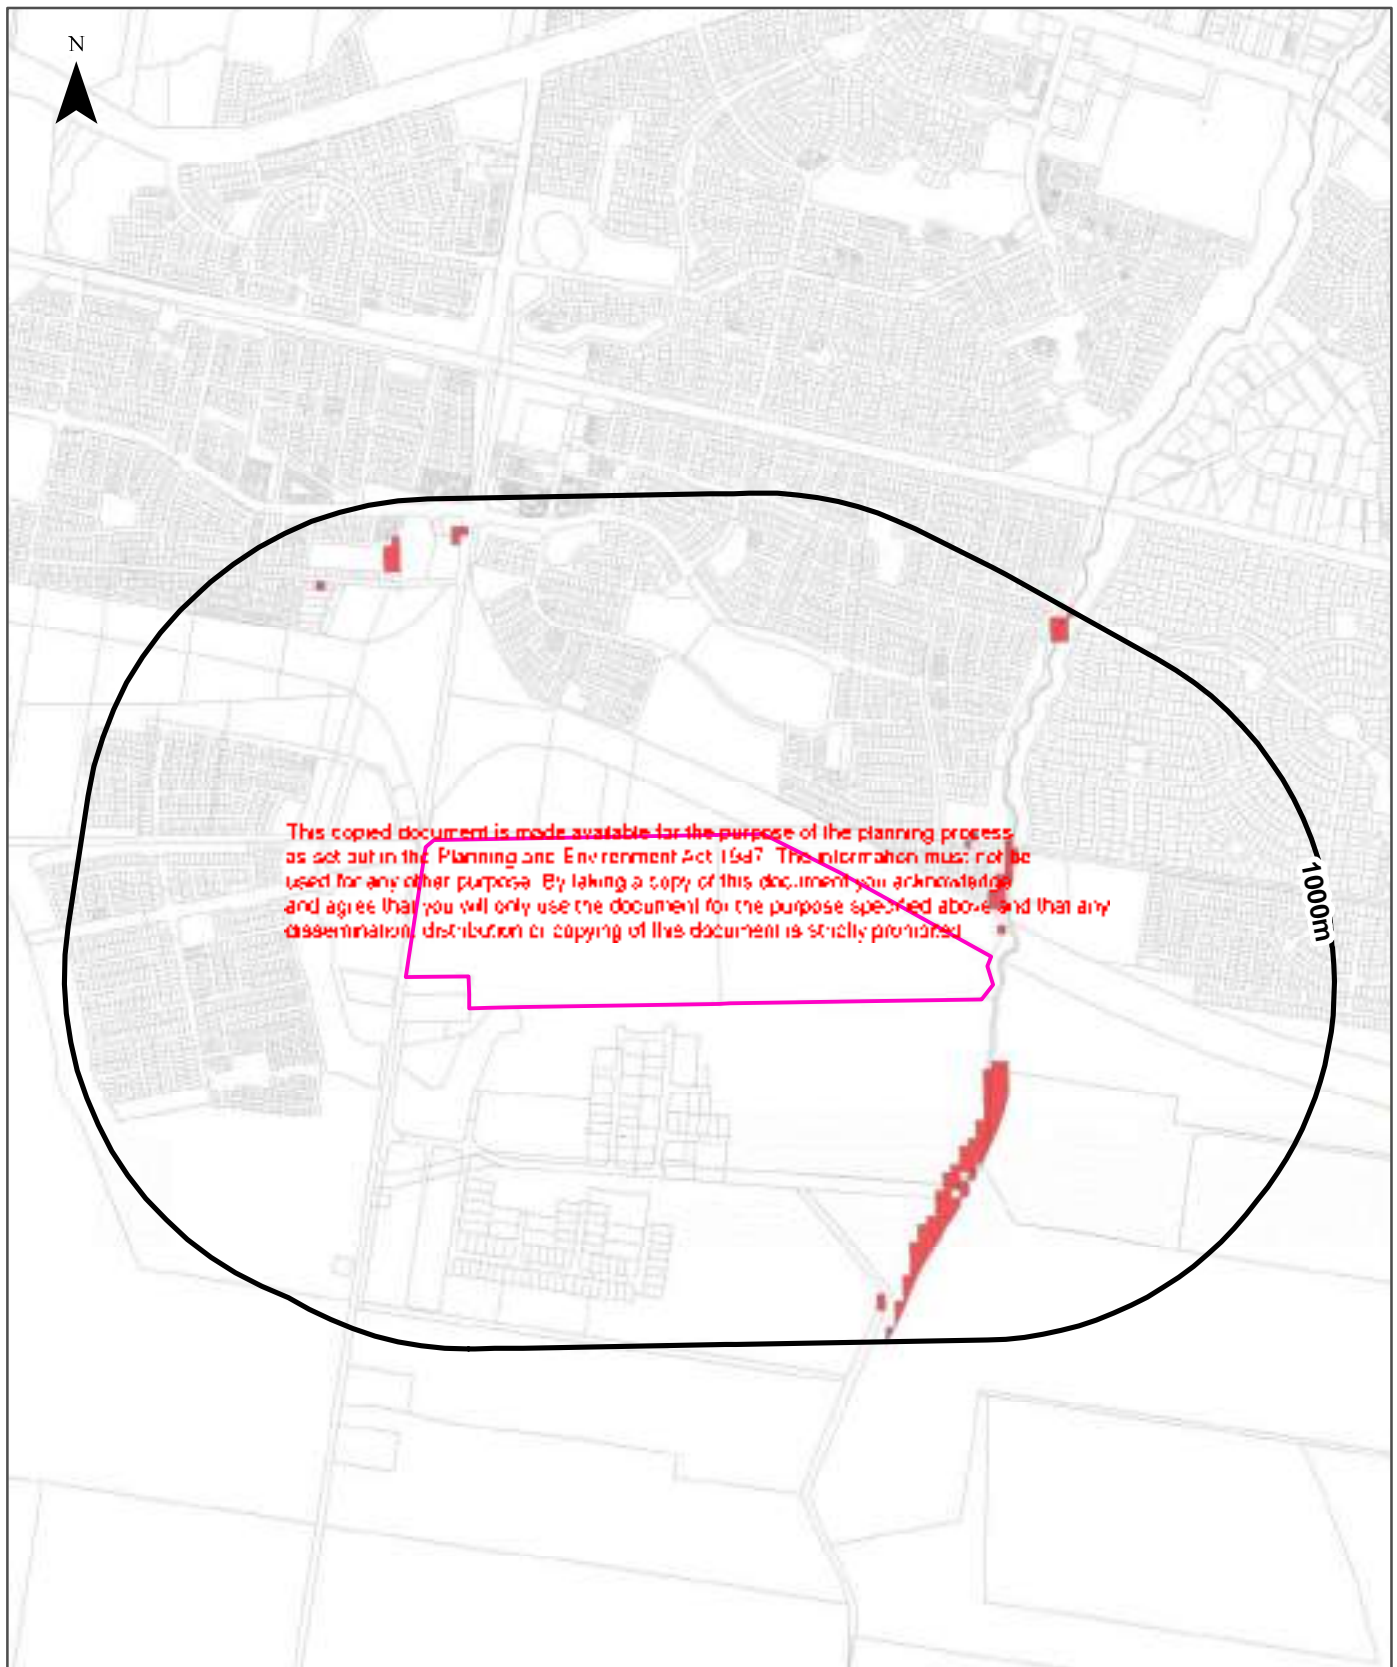 N
This copied document is made available for the purpose of the planning process
as set out in the Planning and Environment Act 1987. The information must not be
used for any other purpose. By taking a copy of this document you acknowledge
and agree that you will only use the document for the purpose specified above and that any
dissemination, distribution or copying of this document is strictly prohibited.
1000m